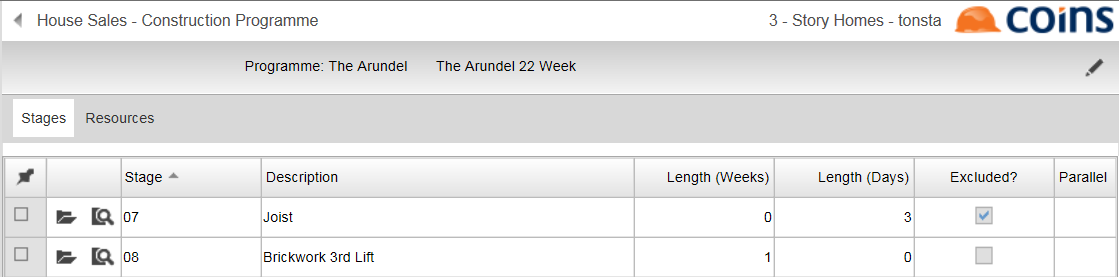 House Sales - Construction Programme 3 - Story Homes - tonsta coins
Programme: The Arundel The Arundel 22 Week
Stages Resources
Stage Description Length (Weeks) Length (Days) Excluded? Parallel
07 Joist 0 3
08 Brickwork 3rd Lift 1 0